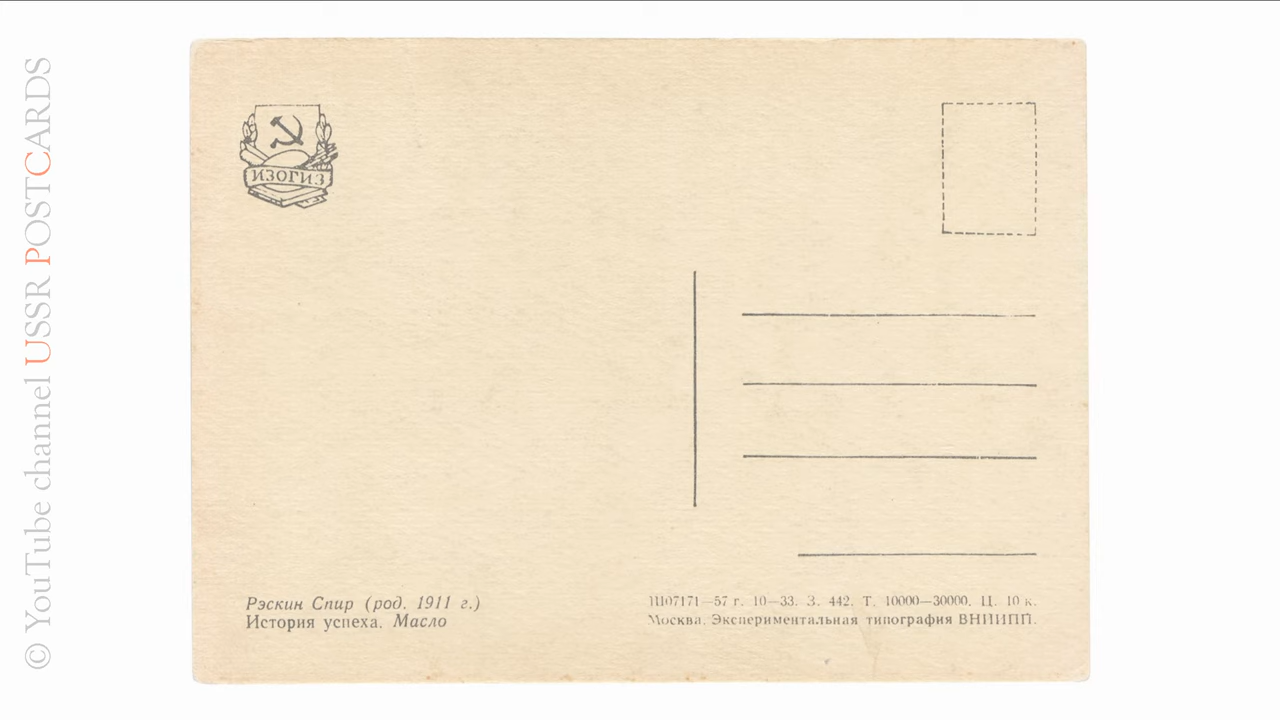 © YouTube channel USSR POSTCARDS
ИЗОГИЗ
Рэскин Спир (род. 1911 г.)
История успеха. Масло
Ш07171—57 г. 10—33. З. 442. Т. 10000—30000. Ц. 10 к.
Москва. Экспериментальная типография ВНИИПП.